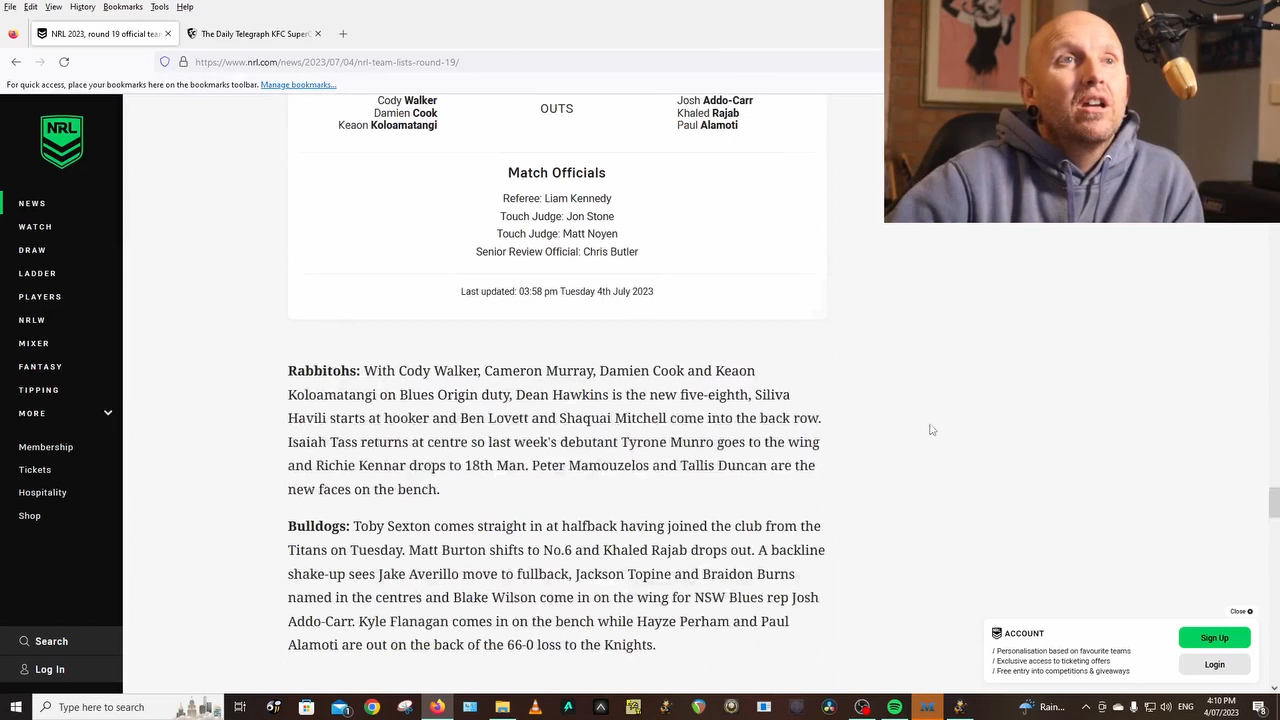 File Edit View History Bookmarks Tools Help
NRL 2023, round 19 official team
The Daily Telegraph KFC SuperC
https://www.nrl.com/news/2023/07/04/nrl-team-lists-round-19/
For quick access, place your bookmarks here on the bookmarks toolbar. Manage bookmarks...
NRL
NEWS
WATCH
DRAW
LADDER
PLAYERS
NRLW
MIXER
FANTASY
TIPPING
MORE
Membership
Tickets
Hospitality
Shop
Search
Log In
Cody Walker
Damien Cook
Keaon Koloamatangi
OUTS
Josh Addo-Carr
Khaled Rajab
Paul Alamoti
Match Officials
Referee: Liam Kennedy
Touch Judge: Jon Stone
Touch Judge: Matt Noyen
Senior Review Official: Chris Butler
Last updated: 03:58 pm Tuesday 4th July 2023
Rabbitohs: With Cody Walker, Cameron Murray, Damien Cook and Keaon
Koloamatangi on Blues Origin duty, Dean Hawkins is the new five-eighth, Siliva
Havili starts at hooker and Ben Lovett and Shaquai Mitchell come into the back row.
Isaiah Tass returns at centre so last week's debutant Tyrone Munro goes to the wing
and Richie Kennar drops to 18th Man. Peter Mamouzelos and Tallis Duncan are the
new faces on the bench.
Bulldogs: Toby Sexton comes straight in at halfback having joined the club from the
Titans on Tuesday. Matt Burton shifts to No.6 and Khaled Rajab drops out. A backline
shake-up sees Jake Averillo move to fullback, Jackson Topine and Braidon Burns
named in the centres and Blake Wilson come in on the wing for NSW Blues rep Josh
Addo-Carr. Kyle Flanagan comes in on the bench while Hayze Perham and Paul
Alamoti are out on the back of the 66-0 loss to the Knights.
Close
ACCOUNT
/ Personalisation based on favourite teams
/ Exclusive access to ticketing offers
/ Free entry into competitions & giveaways
Sign Up
Login
Type here to search
Rain...
4:10 PM
4/07/2023